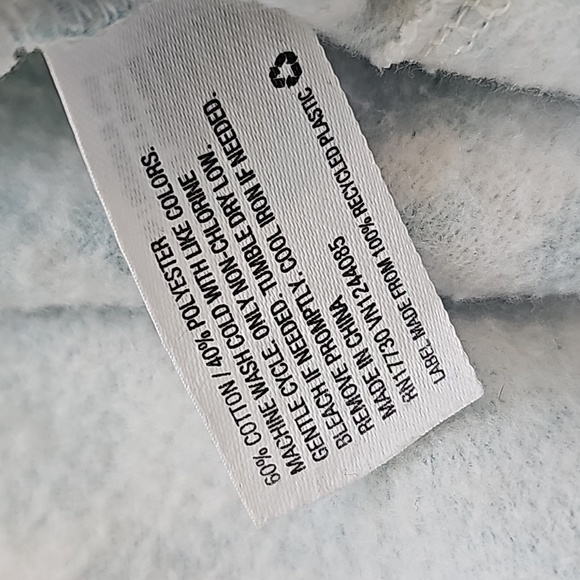 60% COTTON / 40% POLYESTER
MACHINE WASH COLD WITH LIKE COLORS.
GENTLE CYCLE. ONLY NON-CHLORINE
BLEACH IF NEEDED. TUMBLE DRY LOW.
REMOVE PROMPTLY. COOL IRON IF NEEDED.
MADE IN CHINA
RN17730 VN1244085
LABEL MADE FROM 100% RECYCLED PLASTIC